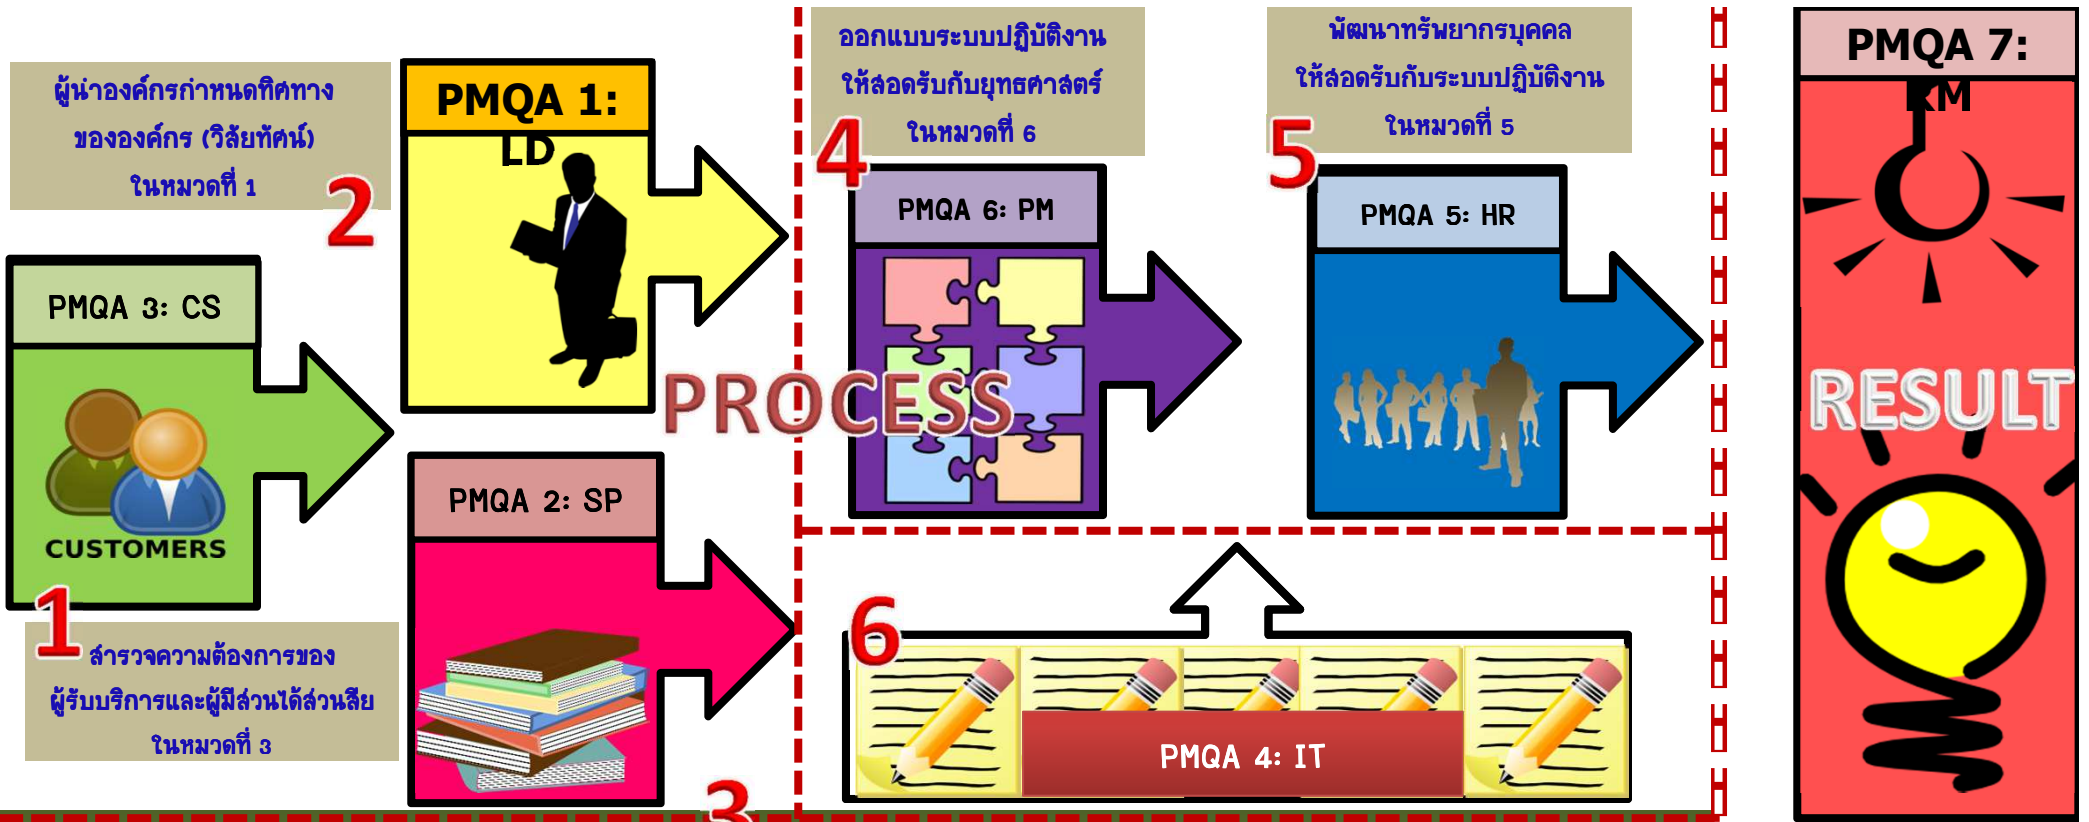 ผู้นำองค์กรกำหนดทิศทาง
ขององค์กร (วิสัยทัศน์)
ในหมวดที่ 1
2
PMQA 1:
LD
PMQA 3: CS
CUSTOMERS
1
สำรวจความต้องการของ
ผู้รับบริการและผู้มีส่วนได้ส่วนสีย
ในหมวดที่ 3
PMQA 2: SP
3
PROCESS
ออกแบบระบบปฏิบัติงาน
ให้สอดรับกับยุทธศาสตร์
ในหมวดที่ 6
4
PMQA 6: PM
พัฒนาทรัพยากรบุคคล
ให้สอดรับกับระบบปฏิบัติงาน
ในหมวดที่ 5
5
PMQA 5: HR
6
PMQA 4: IT
PMQA 7:
RM
RESULT